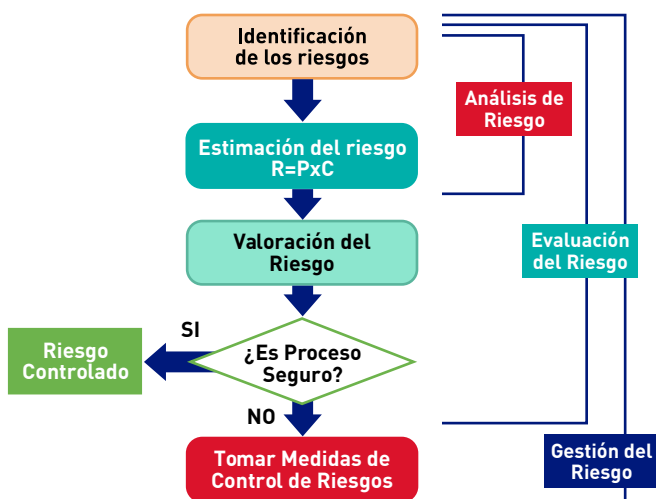 Identificación
de los riesgos
Análisis de
Riesgo
Estimación del riesgo
R=PxC
Valoración del
Riesgo
Evaluación
del Riesgo
SI
¿Es Proceso
Seguro?
Riesgo
Controlado
NO
Tomar Medidas de
Control de Riesgos
Gestión del
Riesgo